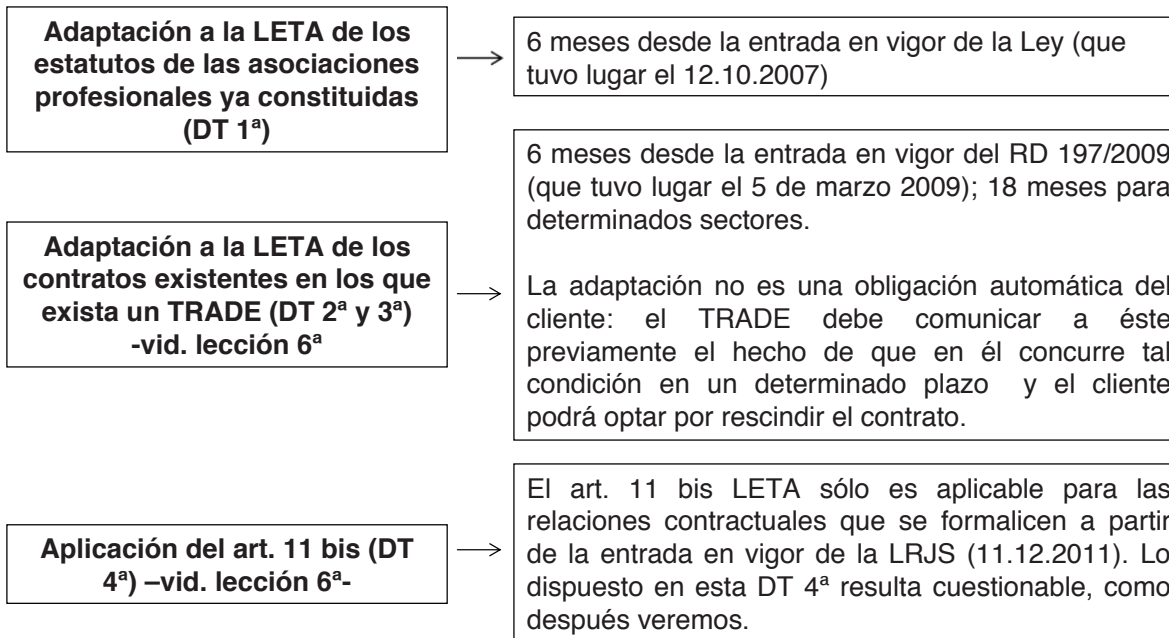 Adaptación a la LETA de los
estatutos de las asociaciones
profesionales ya constituidas
(DT 1ª)
6 meses desde la entrada en vigor de la Ley (que
tuvo lugar el 12.10.2007)
Adaptación a la LETA de los
contratos existentes en los que
exista un TRADE (DT 2ª y 3ª)
-vid. lección 6ª
6 meses desde la entrada en vigor del RD 197/2009
(que tuvo lugar el 5 de marzo 2009); 18 meses para
determinados sectores.
La adaptación no es una obligación automática del
cliente: el TRADE debe comunicar a éste
previamente el hecho de que en él concurre tal
condición en un determinado plazo y el cliente
podrá optar por rescindir el contrato.
Aplicación del art. 11 bis (DT
4ª) –vid. lección 6ª-
El art. 11 bis LETA sólo es aplicable para las
relaciones contractuales que se formalicen a partir
de la entrada en vigor de la LRJS (11.12.2011). Lo
dispuesto en esta DT 4ª resulta cuestionable, como
después veremos.